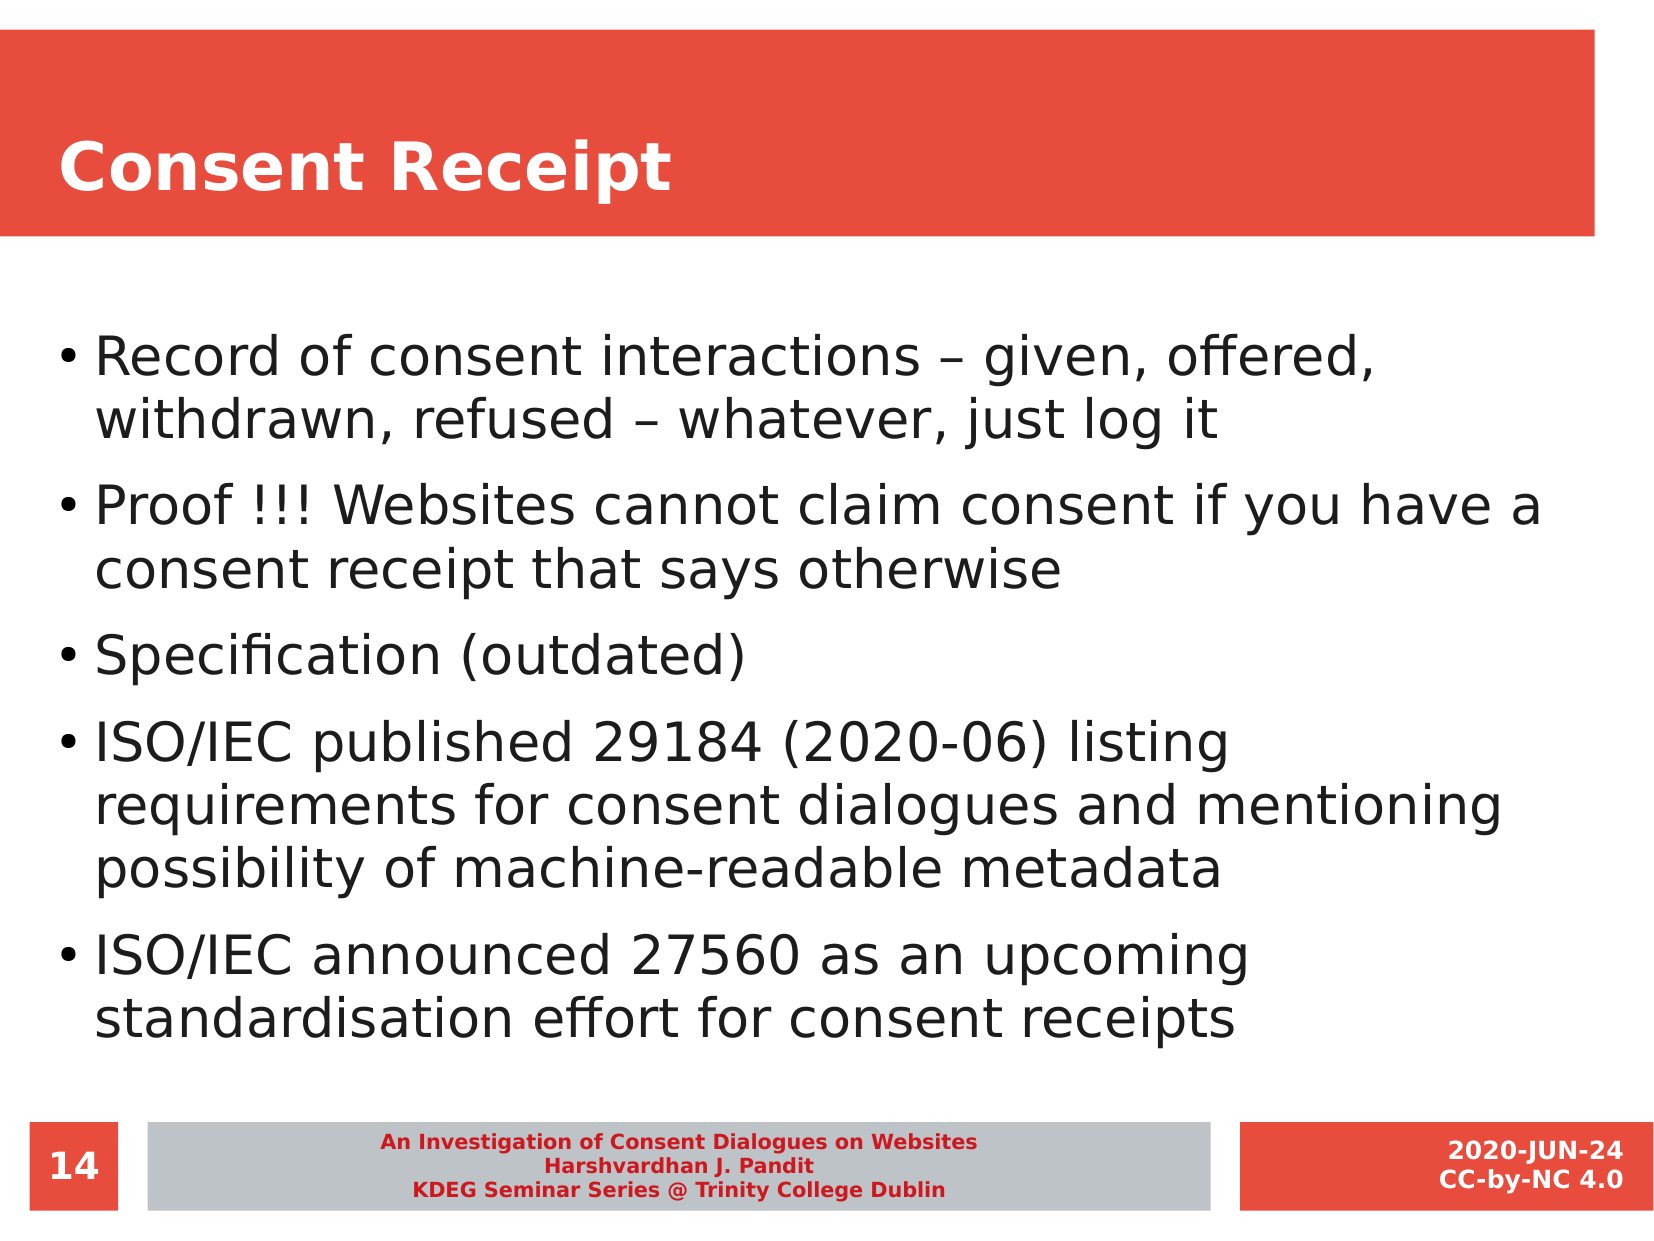 Consent Receipt
• Record of consent interactions – given, offered,
withdrawn, refused – whatever, just log it
• Proof !!! Websites cannot claim consent if you have a
consent receipt that says otherwise
• Specification (outdated)
• ISO/IEC published 29184 (2020-06) listing
requirements for consent dialogues and mentioning
possibility of machine-readable metadata
• ISO/IEC announced 27560 as an upcoming
standardisation effort for consent receipts
14
An Investigation of Consent Dialogues on Websites
Harshvardhan J. Pandit
KDEG Seminar Series @ Trinity College Dublin
2020-JUN-24
CC-by-NC 4.0